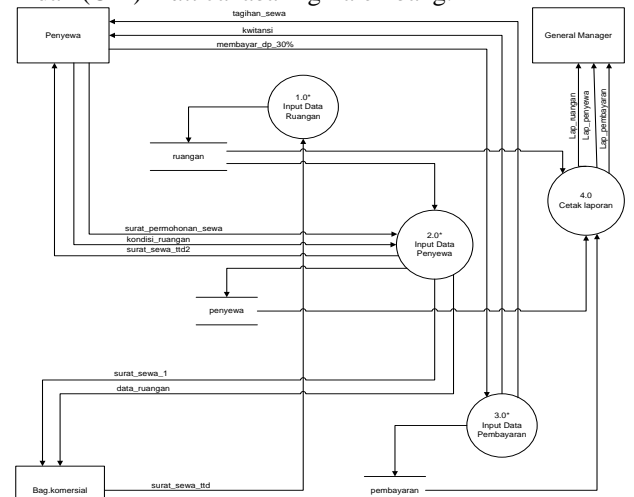 tagihan_sewa
Penyewa
kwitansi
membayar_dp_30%
General Manager
1.0*
Input Data
Ruangan
ruangan
Lap_ruangan
Lap_penyewa
Lap_pembayaran
4.0
Cetak laporan
surat_permohonan_sewa
kondisi_ruangan
surat_sewa_ttd2
2.0*
Input Data
Penyewa
penyewa
surat_sewa_1
data_ruangan
3.0*
Input Data
Pembayaran
Bag.komersial
surat_sewa_ttd
pembayaran